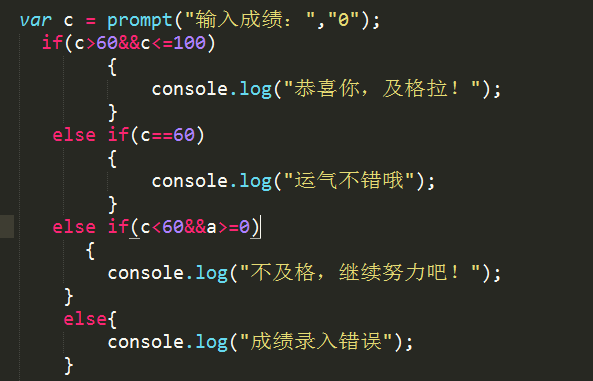 var c = prompt("输入成绩：","0");
if(c>60&&c<=100)
{
console.log("恭喜你，及格拉！");
}
else if(c==60)
{
console.log("运气不错哦");
}
else if(c<60&&a>=0)
{
console.log("不及格，继续努力吧！");
}
else{
console.log("成绩录入错误");
}